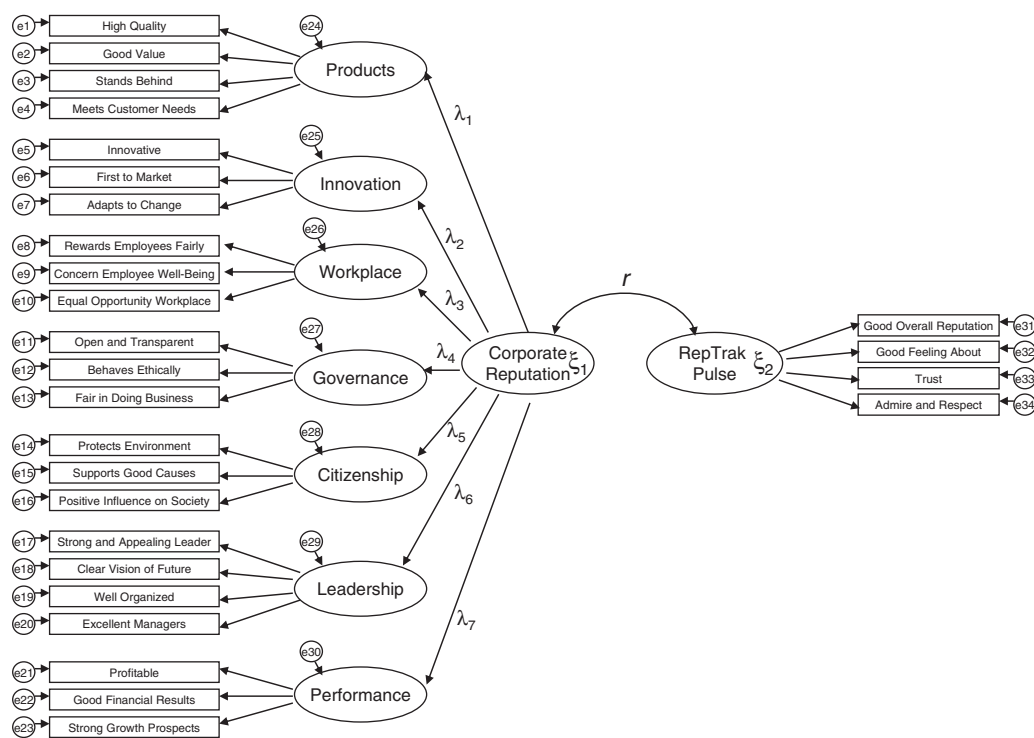 e1 High Quality
e2 Good Value
e3 Stands Behind
e4 Meets Customer Needs
e24
Products
λ1
e5 Innovative
e6 First to Market
e7 Adapts to Change
e25
Innovation
λ2
e8 Rewards Employees Fairly
e9 Concern Employee Well-Being
e10 Equal Opportunity Workplace
e26
Workplace
λ3
e11 Open and Transparent
e12 Behaves Ethically
e13 Fair in Doing Business
e27
Governance
λ4
e14 Protects Environment
e15 Supports Good Causes
e16 Positive Influence on Society
e28
Citizenship
λ5
e17 Strong and Appealing Leader
e18 Clear Vision of Future
e19 Well Organized
e20 Excellent Managers
e29
Leadership
λ6
e21 Profitable
e22 Good Financial Results
e23 Strong Growth Prospects
e30
Performance
λ7
Corporate
Reputation ξ1
r
RepTrak
Pulse ξ2
Good Overall Reputation e31
Good Feeling About e32
Trust e33
Admire and Respect e34